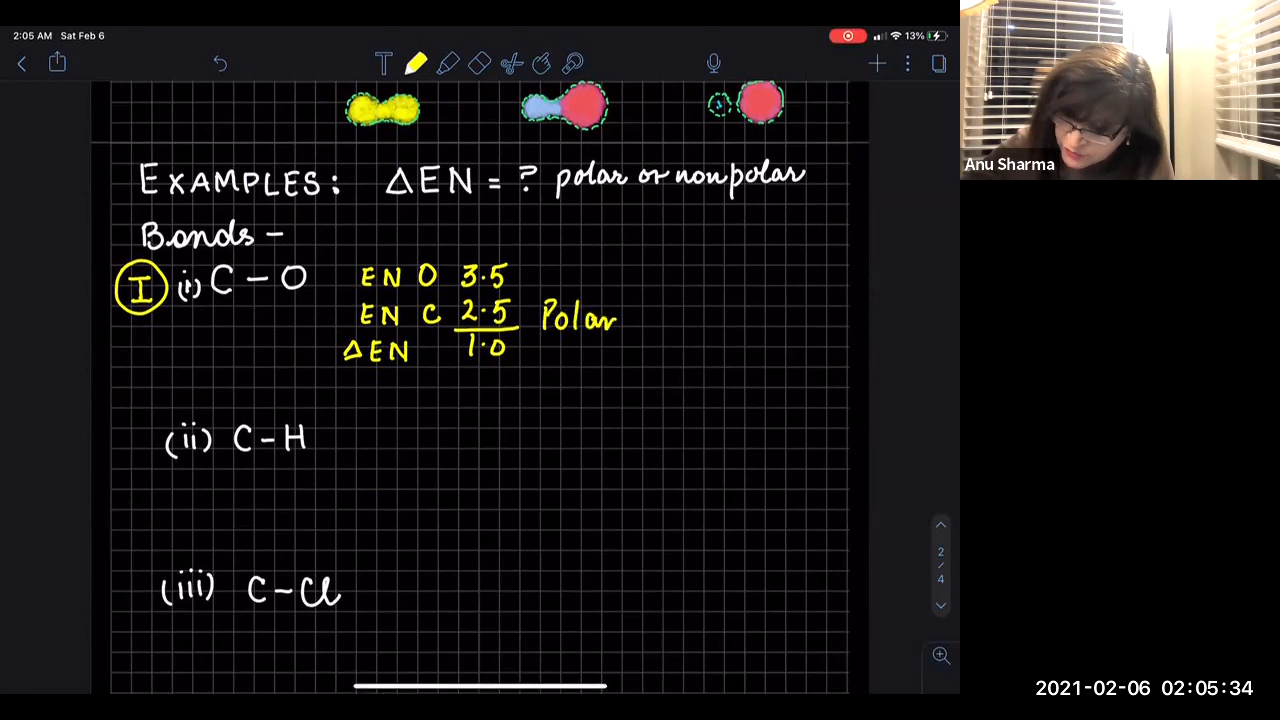 2:05 AM Sat Feb 6
13%
Anu Sharma
EXAMPLES: ΔEN = ? polar or nonpolar
Bonds -
I (i) C - O
EN O 3.5
EN C 2.5 Polar
ΔEN 1.0
(ii) C - H
(iii) C - Cl
2
/
4
2021-02-06 02:05:34